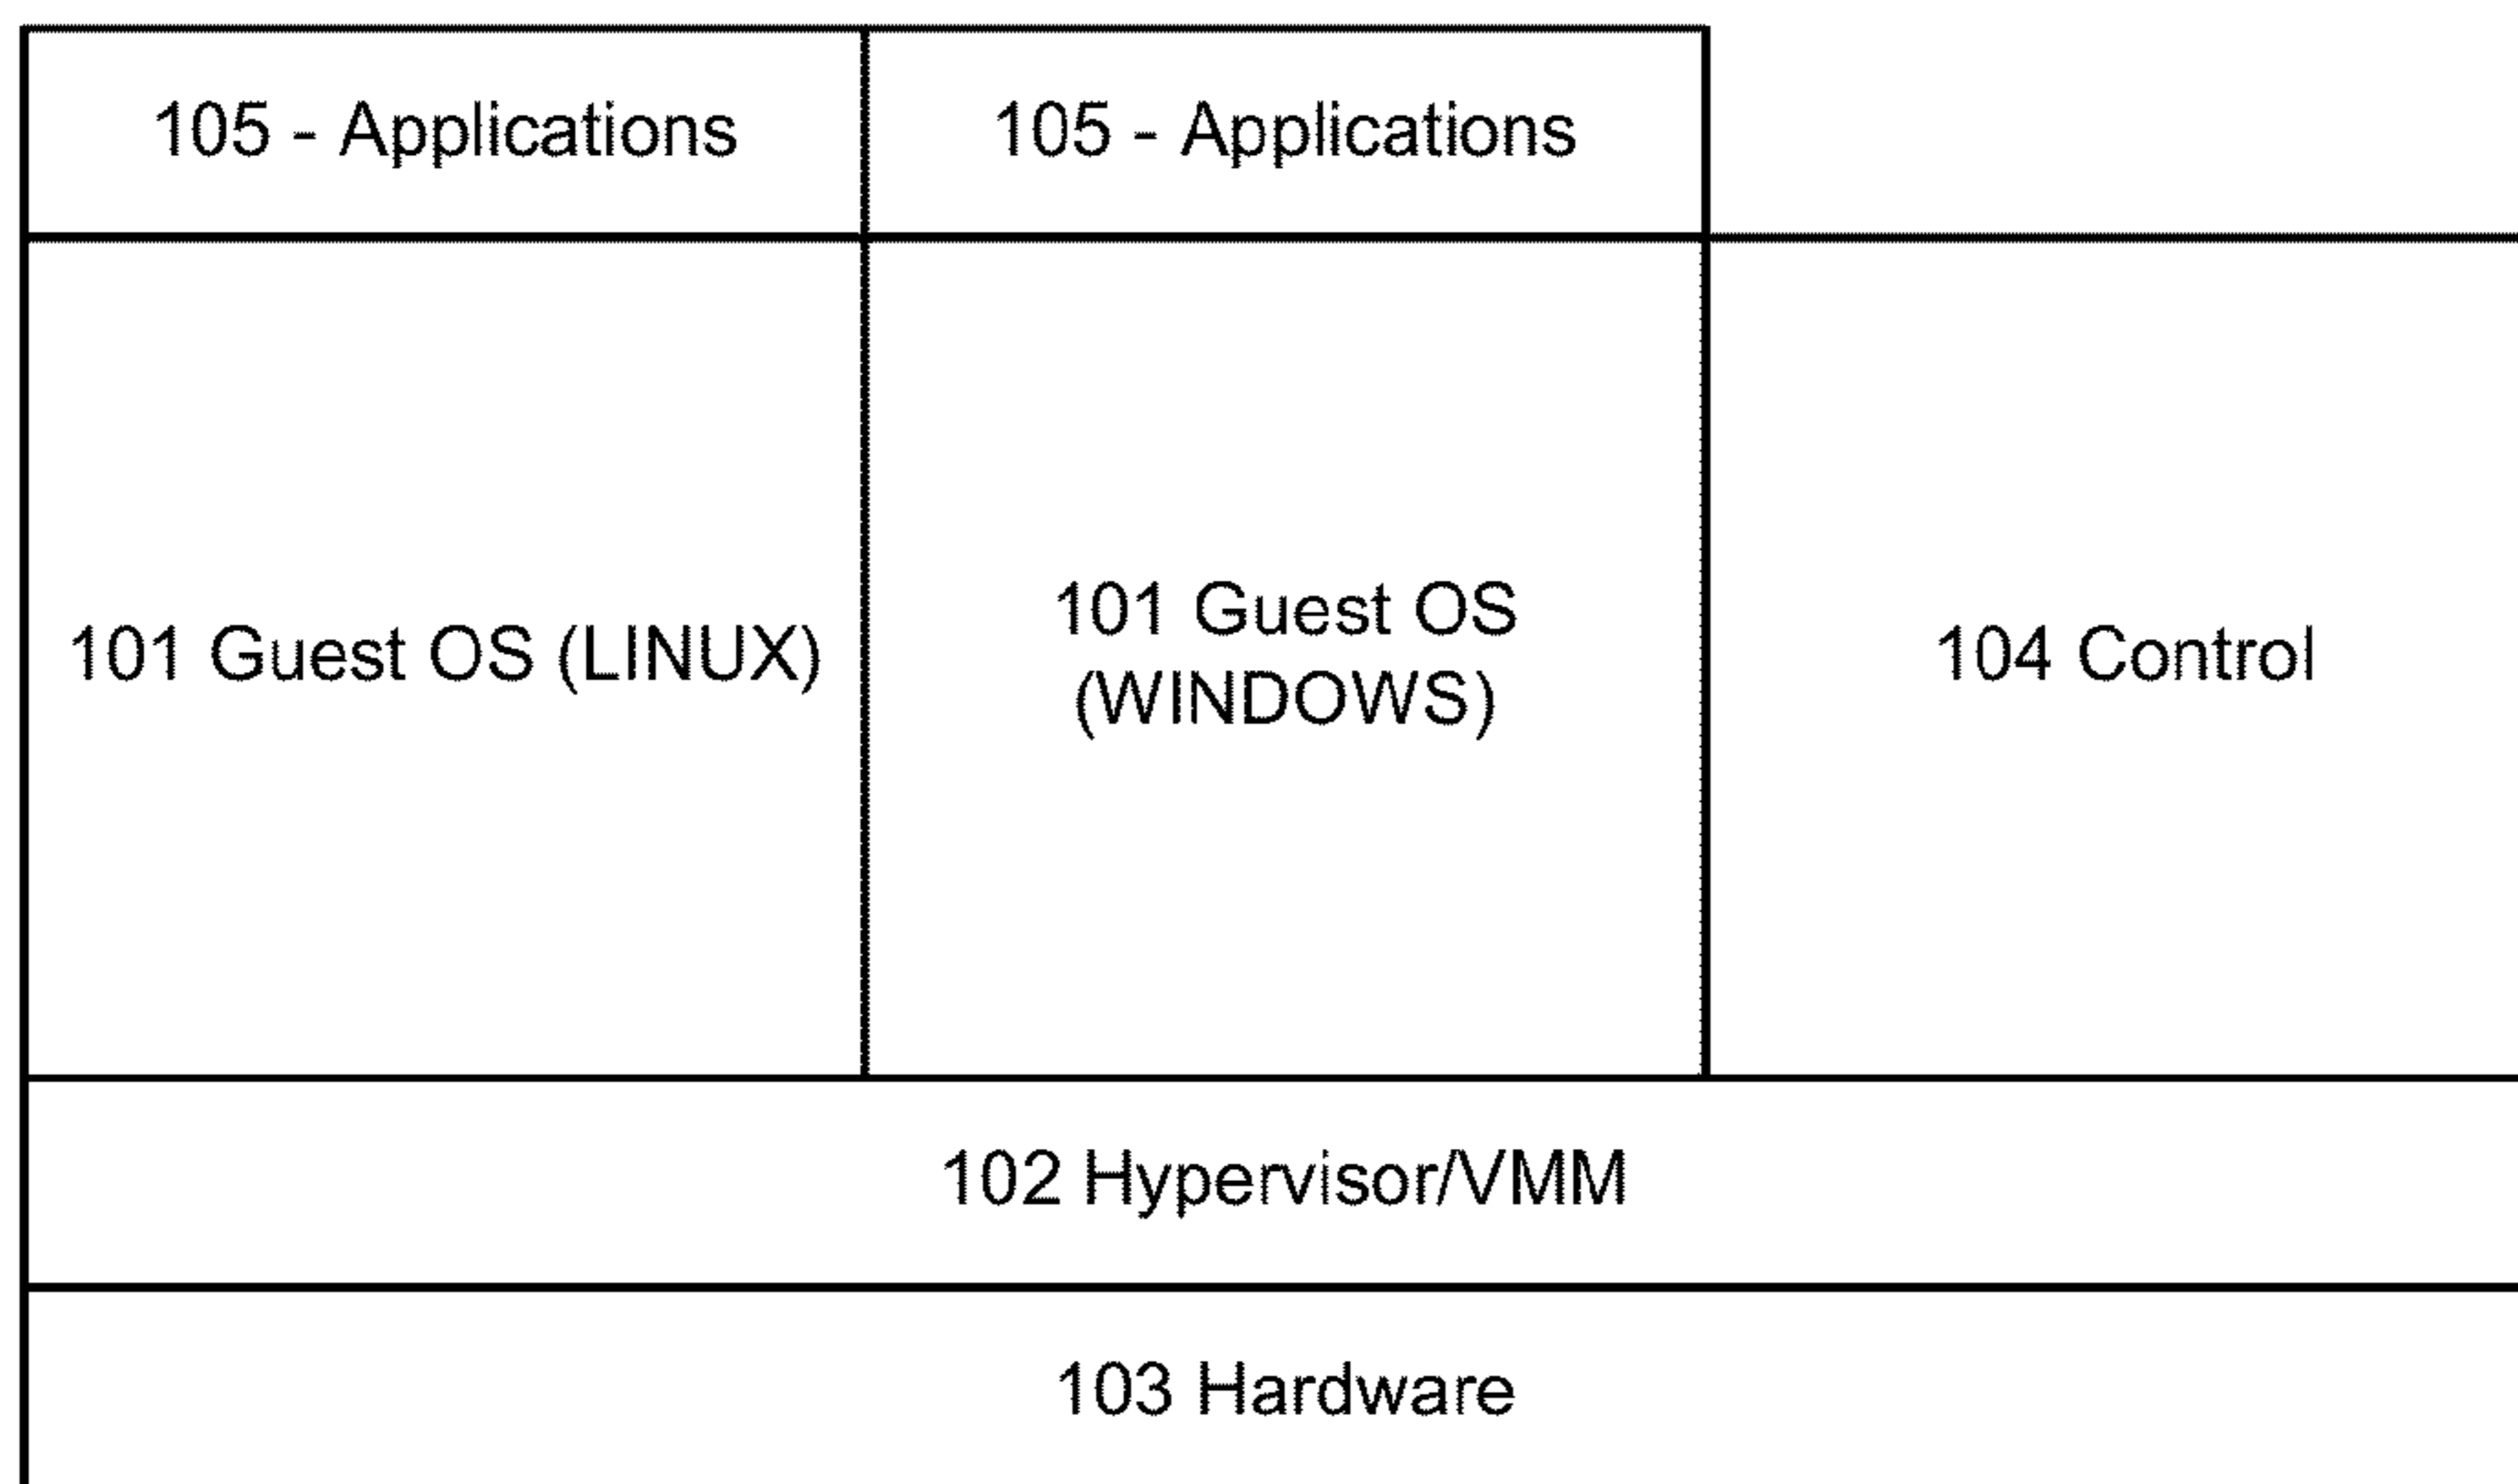 105 - Applications
105 - Applications
101 Guest OS (LINUX)
101 Guest OS
(WINDOWS)
104 Control
102 Hypervisor/VMM
103 Hardware